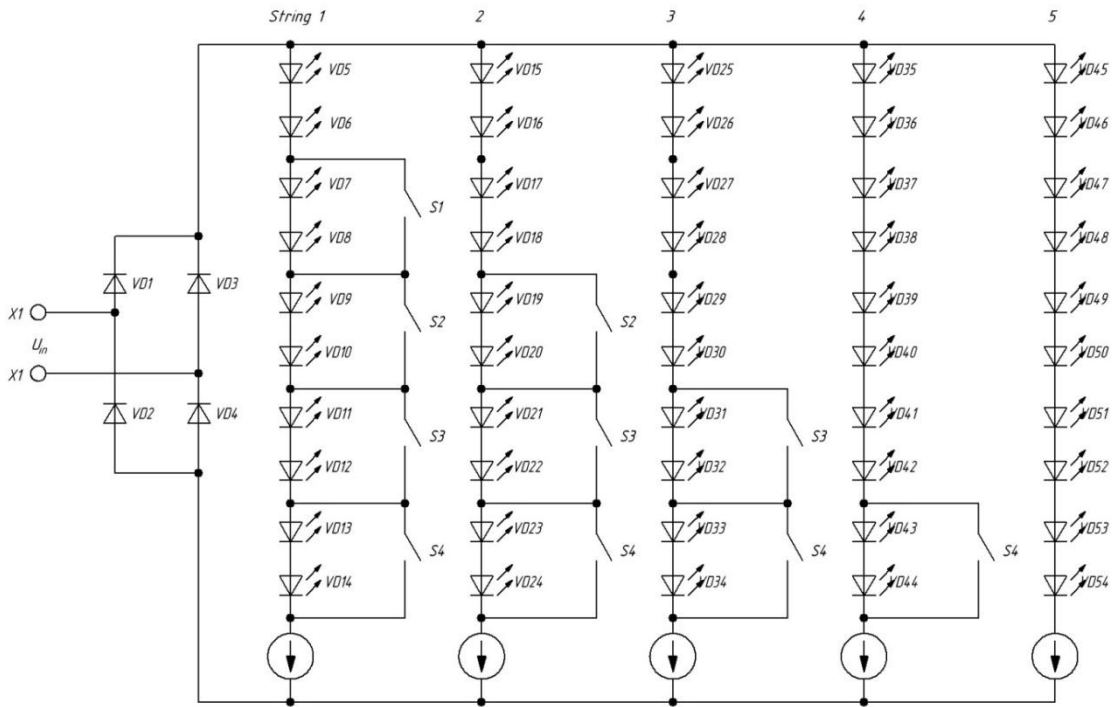 String 1 2 3 4 5
VD5 VD15 VD25 VD35 VD45
VD6 VD16 VD26 VD36 VD46
VD7 VD17 VD27 VD37 VD47
S1
VD8 VD18 VD28 VD38 VD48
VD1 VD3 VD9 VD19 VD29 VD39 VD49
X1 S2 S2
U_in
VD10 VD20 VD30 VD40 VD50
X1
VD2 VD4 VD11 VD21 VD31 VD41 VD51
S3 S3 S3
VD12 VD22 VD32 VD42 VD52
VD13 VD23 VD33 VD43 VD53
S4 S4 S4 S4
VD14 VD24 VD34 VD44 VD54